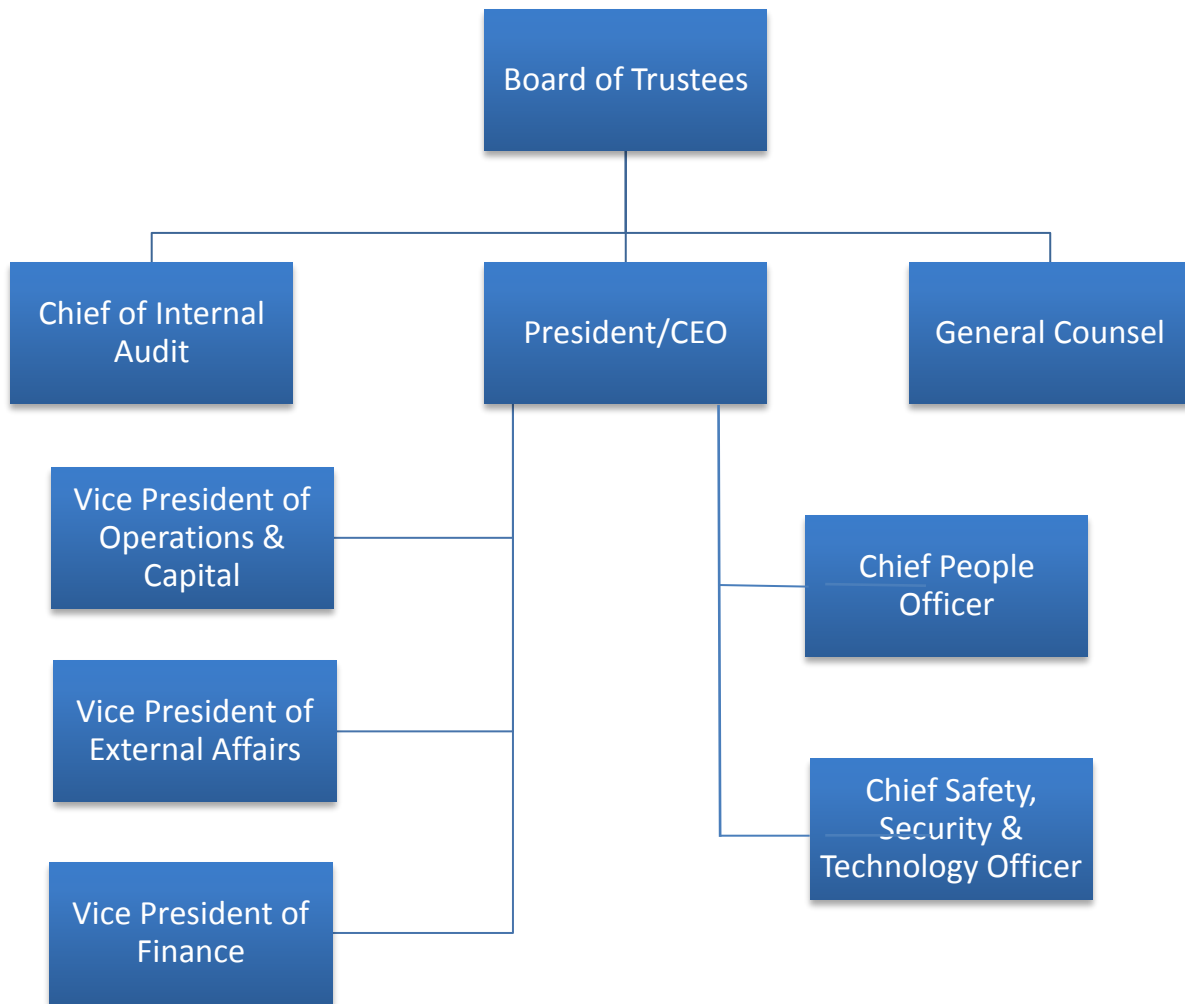 Board of Trustees
Chief of Internal
Audit
President/CEO
General Counsel
Vice President of
Operations &
Capital
Chief People
Officer
Vice President of
External Affairs
Chief Safety,
Security &
Technology Officer
Vice President of
Finance